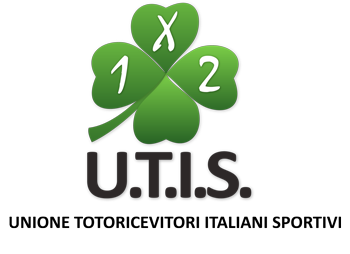 1 X 2
U.T.I.S.
UNIONE TOTORICEVITORI ITALIANI SPORTIVI